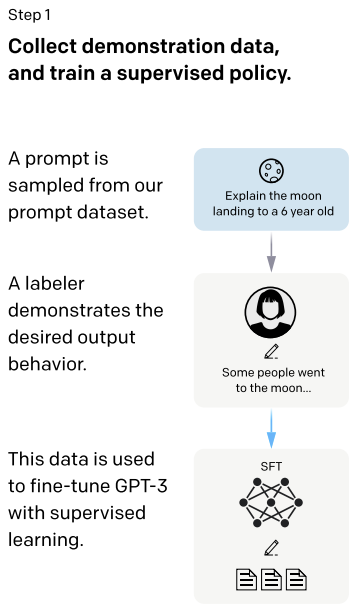 Step 1
Collect demonstration data,
and train a supervised policy.
A prompt is
sampled from our
prompt dataset.
Explain the moon
landing to a 6 year old
A labeler
demonstrates the
desired output
behavior.
Some people went
to the moon...
This data is used
to fine-tune GPT-3
with supervised
learning.
SFT